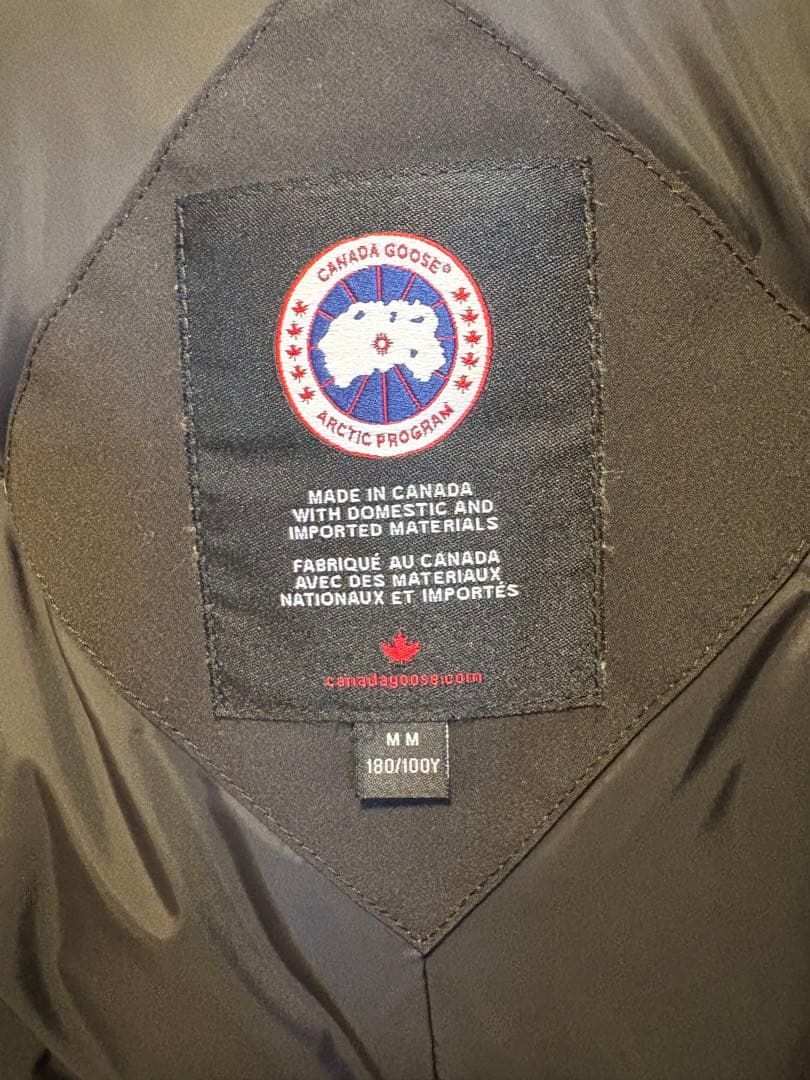 CANADA GOOSE®
ARCTIC PROGRAM
MADE IN CANADA
WITH DOMESTIC AND
IMPORTED MATERIALS
FABRIQUÉ AU CANADA
AVEC DES MATERIAUX
NATIONAUX ET IMPORTÉS
canadagoose.com
M M
180/100Y